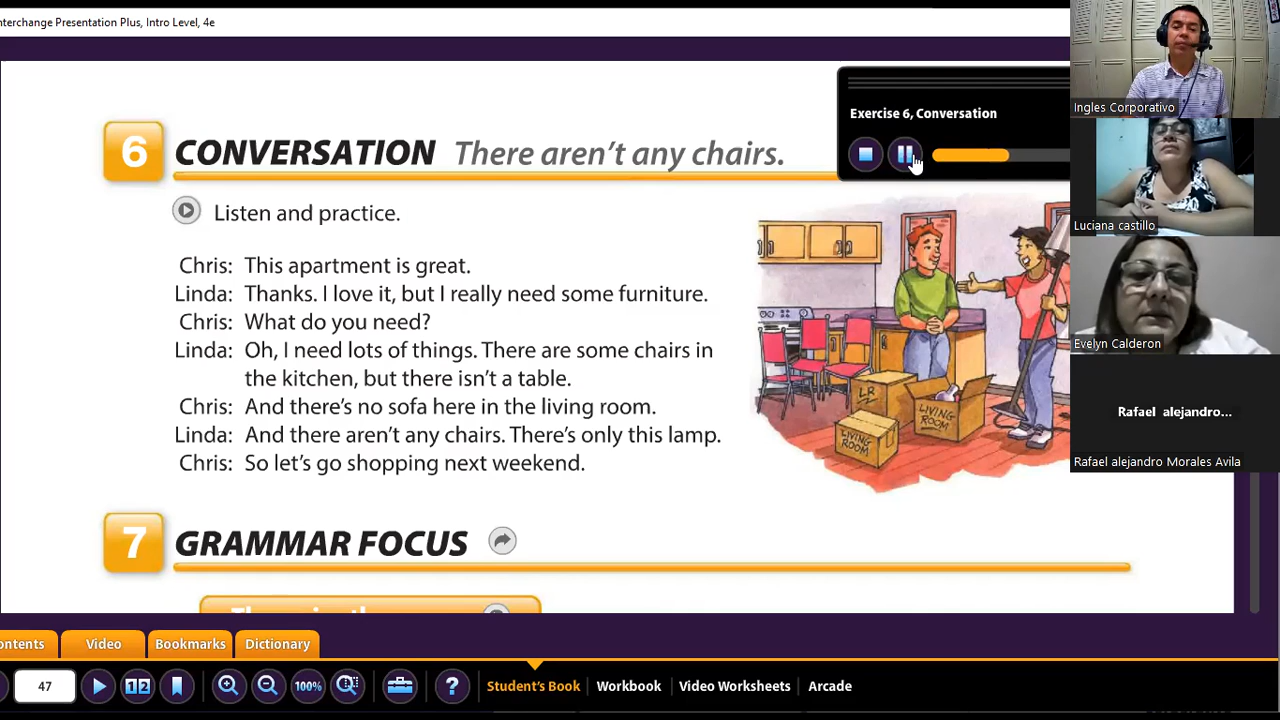 nterchange Presentation Plus, Intro Level, 4e
6 CONVERSATION There aren't any chairs.
Exercise 6, Conversation
Listen and practice.
Chris: This apartment is great.
Linda: Thanks. I love it, but I really need some furniture.
Chris: What do you need?
Linda: Oh, I need lots of things. There are some chairs in
the kitchen, but there isn't a table.
Chris: And there's no sofa here in the living room.
Linda: And there aren't any chairs. There's only this lamp.
Chris: So let's go shopping next weekend.
LR
LIVING ROOM
LIVING ROOM
7 GRAMMAR FOCUS
Ingles Corporativo
Luciana castillo
Evelyn Calderon
Rafael alejandro...
Rafael alejandro Morales Avila
ontents Video Bookmarks Dictionary
47 1 2 100% ? Student's Book Workbook Video Worksheets Arcade